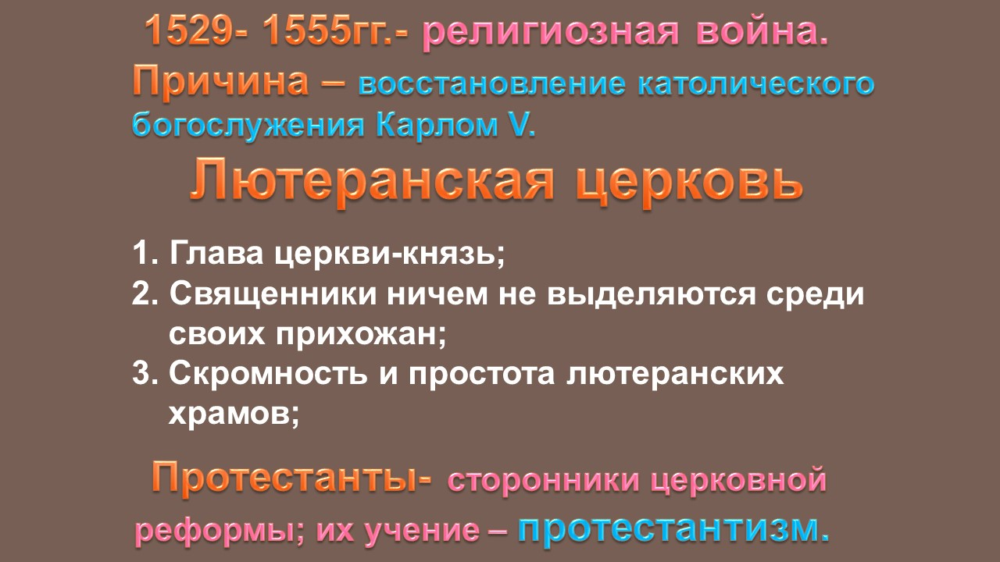 1529- 1555гг.- религиозная война.
Причина – восстановление католического
богослужения Карлом V.
Лютеранская церковь
1. Глава церкви-князь;
2. Священники ничем не выделяются среди
своих прихожан;
3. Скромность и простота лютеранских
храмов;
Протестанты- сторонники церковной
реформы; их учение – протестантизм.